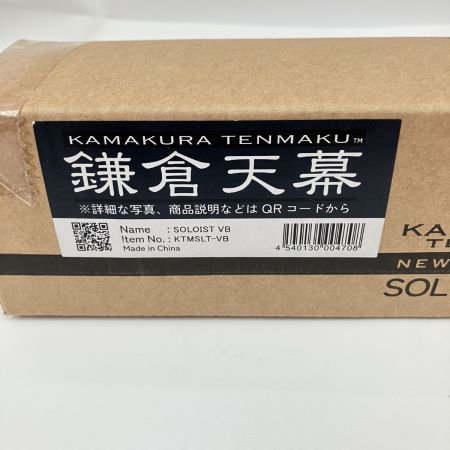 KAMAKURA TENMAKU™
鎌倉天幕
※詳細な写真、商品説明などは QR コードから
Name : SOLOIST VB
Item No. : KTMSLT-VB
Made in China
4 540130 004708
KA
TE
NEW
SOL